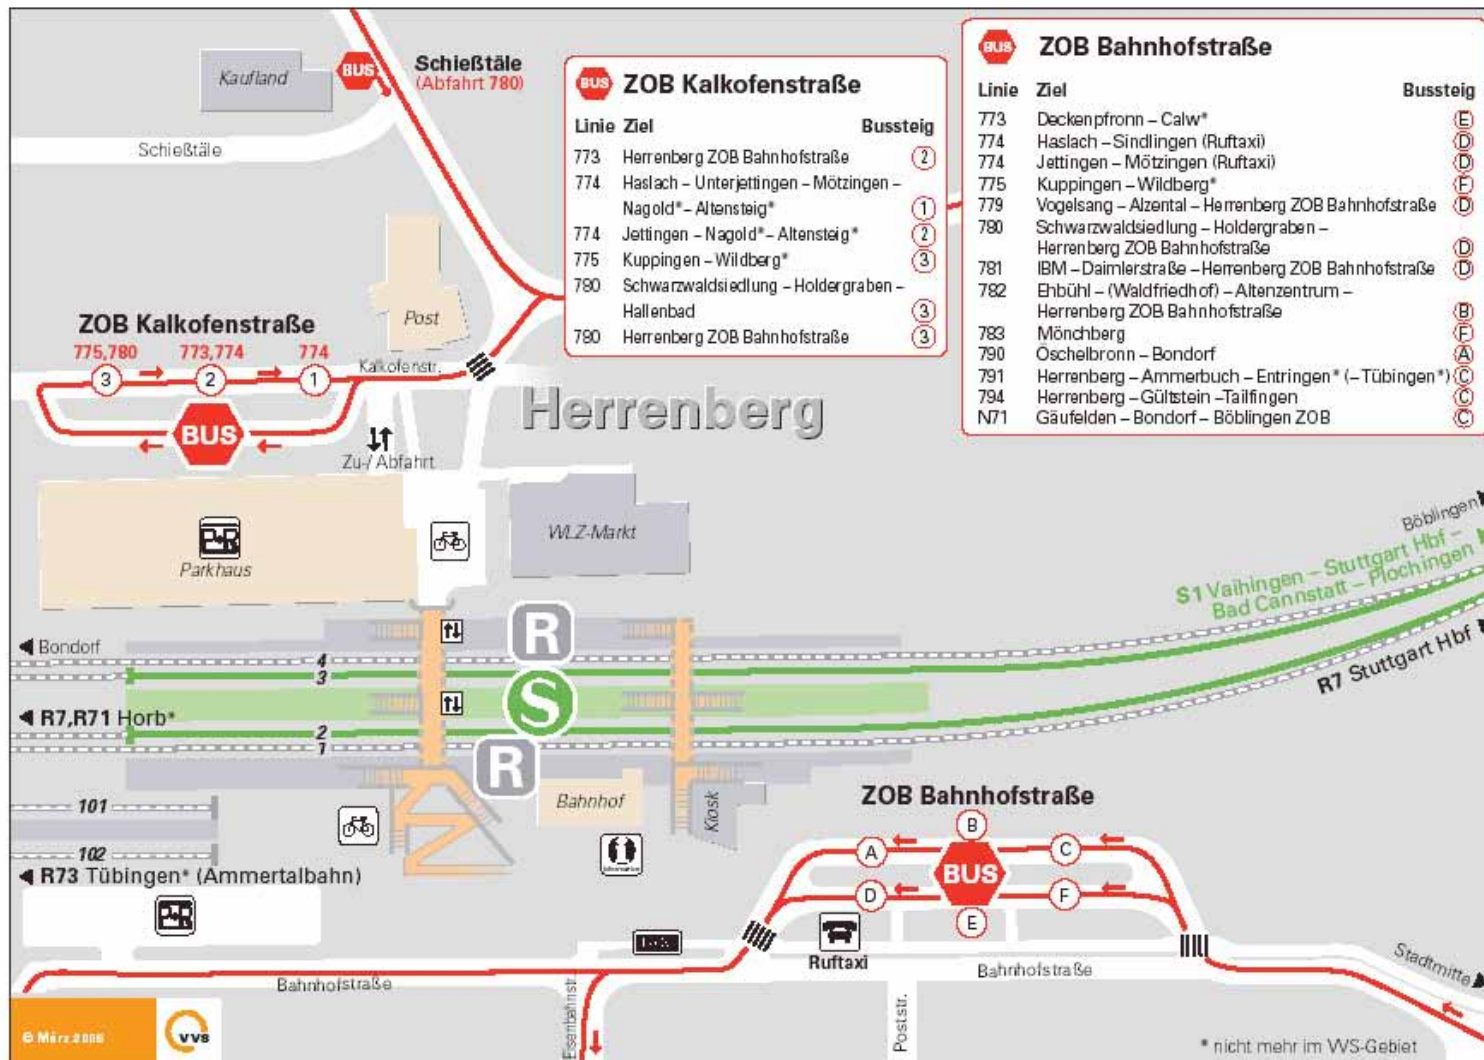 Kaufland
BUS
Schießtäle
(Abfahrt 780)
Schießtäle
BUS ZOB Kalkofenstraße
Linie Ziel Bussteig
773 Herrenberg ZOB Bahnhofstraße 2
774 Haslach – Unterjettingen – Mötzingen –
Nagold* – Altensteig* 1
774 Jettingen – Nagold* – Altensteig* 2
775 Kuppingen – Wildberg* 3
780 Schwarzwaldsiedlung – Holdergraben –
Hallenbad 3
780 Herrenberg ZOB Bahnhofstraße 3
BUS ZOB Bahnhofstraße
Linie Ziel Bussteig
773 Deckenpfronn – Calw* E
774 Haslach – Sindlingen (Ruftaxi) D
774 Jettingen – Mötzingen (Ruftaxi) D
775 Kuppingen – Wildberg* F
779 Vogelsang – Alzental – Herrenberg ZOB Bahnhofstraße D
780 Schwarzwaldsiedlung – Holdergraben –
Herrenberg ZOB Bahnhofstraße D
781 IBM – Daimlerstraße – Herrenberg ZOB Bahnhofstraße D
782 Ehbühl – (Waldfriedhof) – Altenzentrum –
Herrenberg ZOB Bahnhofstraße B
783 Mönchberg F
790 Öschelbronn – Bondorf A
791 Herrenberg – Ammerbuch – Entringen* (– Tübingen*) C
794 Herrenberg – Gültstein – Tailfingen C
N71 Gäufelden – Bondorf – Böblingen ZOB C
Post
ZOB Kalkofenstraße
775,780 773,774 774
3 2 1
Kalkofenstr.
BUS
Zu-/ Abfahrt
Herrenberg
P+R
Parkhaus
WLZ-Markt
Böblingen
S1 Vaihingen – Stuttgart Hbf –
Bad Cannstatt – Plochingen
R7 Stuttgart Hbf
Bondorf
R
4
3
S
R7,R71 Horb*
2
1
R
101
102
Bahnhof
Kiosk
R73 Tübingen* (Ammertalbahn)
P+R
ZOB Bahnhofstraße
B
A C
BUS
D F
E
Ruftaxi
Bahnhofstraße
Bahnhofstraße
Eisenbahnstr.
Poststr.
Stadtmitte
© März 2006
VVS
* nicht mehr im VVS-Gebiet